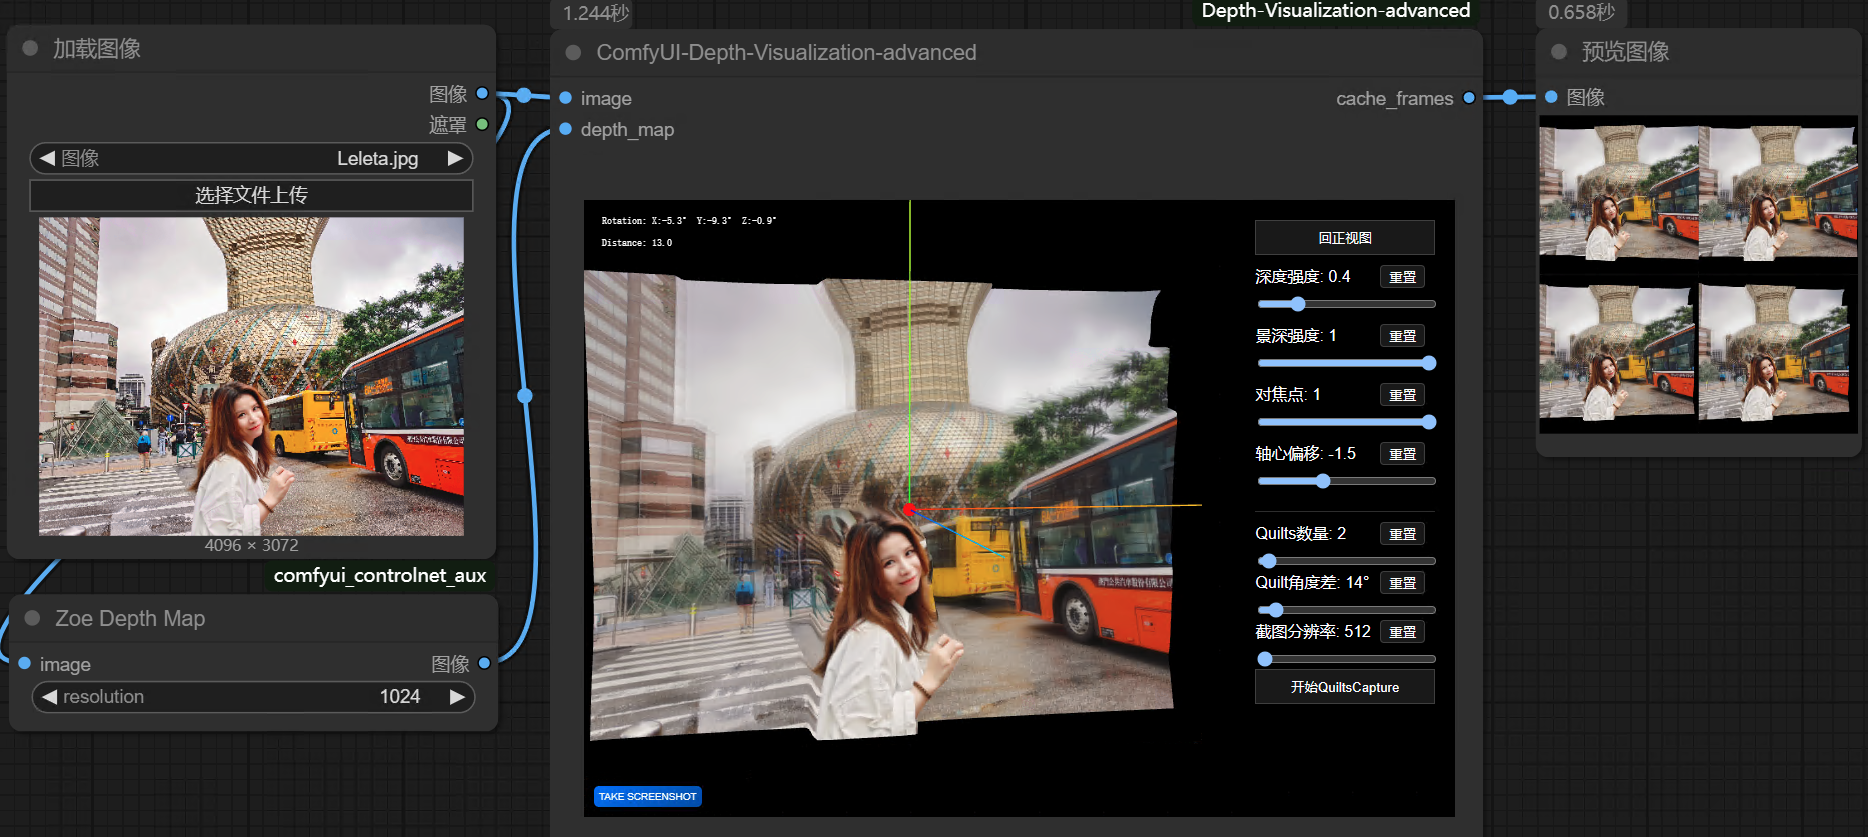 1.244秒
Depth-Visualization-advanced
0.658秒
加载图像
ComfyUI-Depth-Visualization-advanced
预览图像
图像
遮罩
image
depth_map
cache_frames
图像
图像
Leleta.jpg
选择文件上传
4096 × 3072
comfyui_controlnet_aux
Zoe Depth Map
image
图像
resolution
1024
Rotation: X:-5.3° Y:-9.3° Z:-0.9°
Distance: 13.0
回正视图
深度强度: 0.4
重置
景深强度: 1
重置
对焦点: 1
重置
轴心偏移: -1.5
重置
Quilts数量: 2
重置
Quilt角度差: 14°
重置
截图分辨率: 512
重置
开始QuiltsCapture
TAKE SCREENSHOT